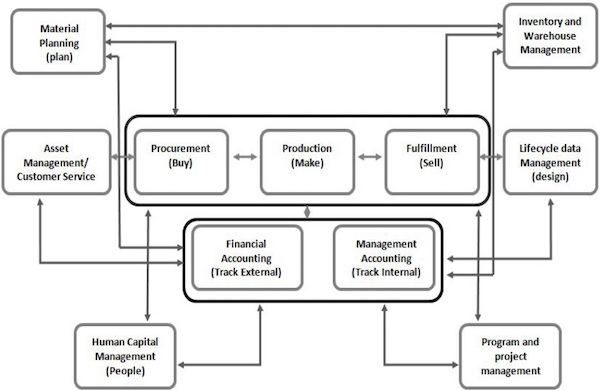 Material
Planning
(plan)
Inventory and
Warehouse
Management
Asset
Management/
Customer Service
Procurement
(Buy)
Production
(Make)
Fulfillment
(Sell)
Lifecycle data
Management
(design)
Financial
Accounting
(Track External)
Management
Accounting
(Track Internal)
Human Capital
Management
(People)
Program and
project
management